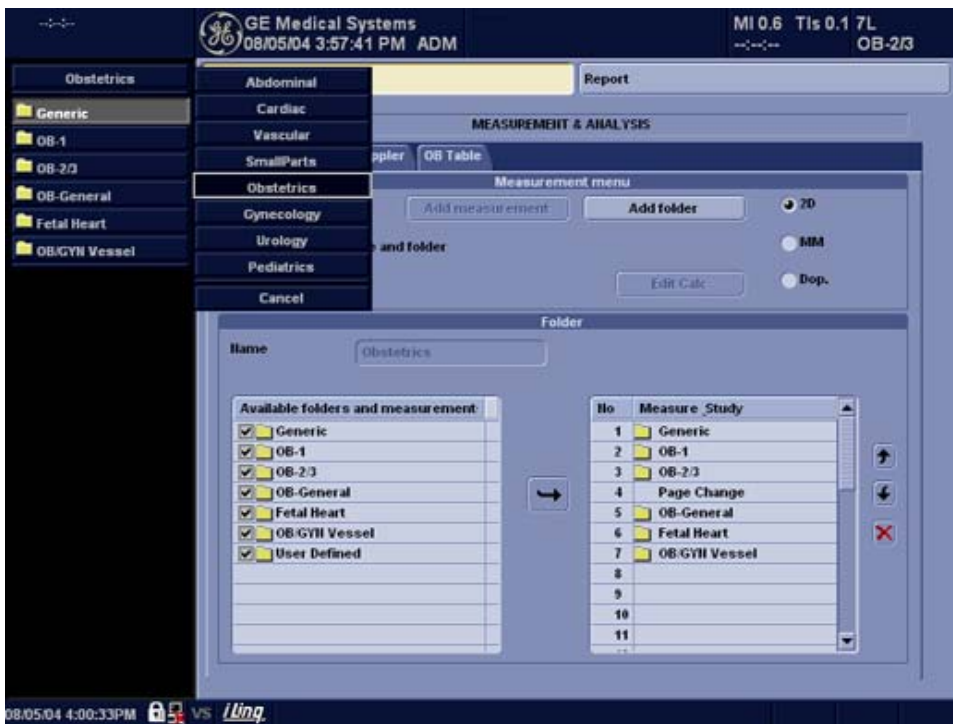 --:--:--
GE Medical Systems
08/05/04 3:57:41 PM ADM
MI 0.6 TIs 0.1 7L
--:--:-- OB-2/3
Obstetrics
Generic
OB-1
OB-2/3
OB-General
Fetal Heart
OB/GYN Vessel
Abdominal
Cardiac
Vascular
SmallParts
Obstetrics
Gynecology
Urology
Pediatrics
Cancel
Report
MEASUREMENT & ANALYSIS
OB Table
Measurement menu
Add measurement Add folder 2D
and folder MM
Edit Calc Dop.
Folder
Name Obstetrics
Available folders and measurement
Generic
OB-1
OB-2/3
OB-General
Fetal Heart
OB/GYN Vessel
User Defined
No Measure_Study
1 Generic
2 OB-1
3 OB-2/3
4 Page Change
5 OB-General
6 Fetal Heart
7 OB/GYN Vessel
8
9
10
11
08/05/04 4:00:33PM VS iLinq